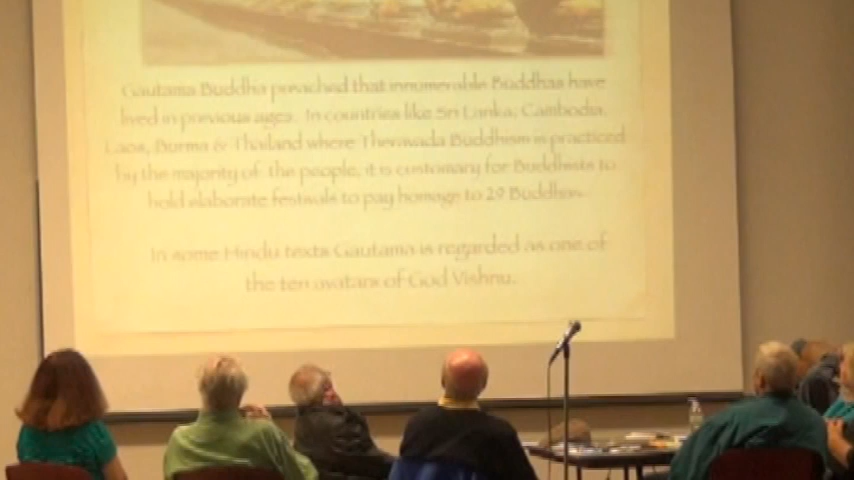 Gautama Buddha preached that innumerable Buddhas have
lived in previous ages. In countries like Sri Lanka, Cambodia,
Laos, Burma & Thailand where Theravada Buddhism is practiced
by the majority of the people, it is customary for Buddhists to
hold elaborate festivals to pay homage to 29 Buddhas.
In some Hindu texts Gautama is regarded as one of
the ten avatars of God Vishnu.